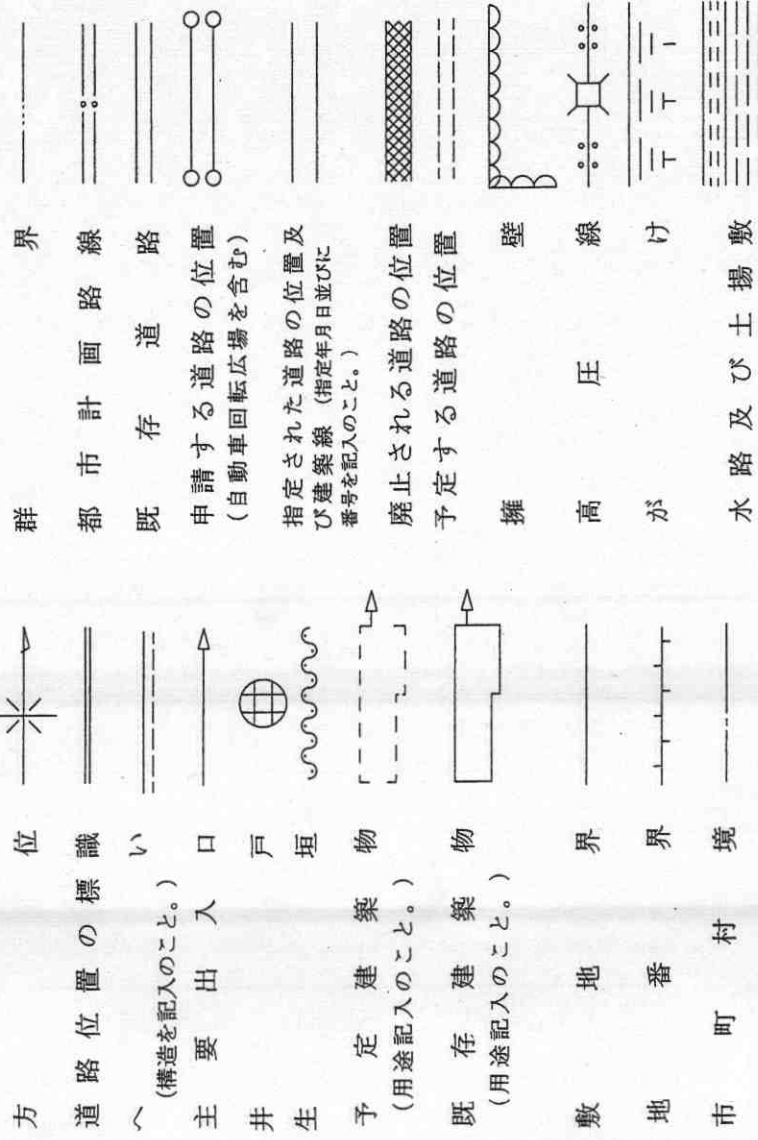 方位
道路位置の標識
へい
(構造を記入のこと。)
主要出入口
井戸
生垣
予定建築物
(用途記入のこと。)
既存建築物
(用途記入のこと。)
敷地界
地番界
市町村境
群界
都市計画路線
既存道路
申請する道路の位置
(自動車回転広場を含む)
指定された道路の位置及
び建築線(指定年月日並びに
番号を記入のこと。)
廃止される道路の位置
予定する道路の位置
擁壁
高圧線
がけ
水路及び土揚敷